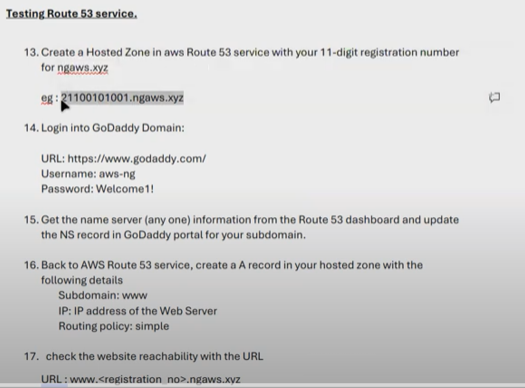 Testing Route 53 service.
13. Create a Hosted Zone in aws Route 53 service with your 11-digit registration number
for ngaws.xyz
eg : 21100101001.ngaws.xyz
14. Login into GoDaddy Domain:
URL: https://www.godaddy.com/
Username: aws-ng
Password: Welcome1!
15. Get the name server (any one) information from the Route 53 dashboard and update
the NS record in GoDaddy portal for your subdomain.
16. Back to AWS Route 53 service, create a A record in your hosted zone with the
following details
Subdomain: www
IP: IP address of the Web Server
Routing policy: simple
17. check the website reachability with the URL
URL : www.<registration_no>.ngaws.xyz